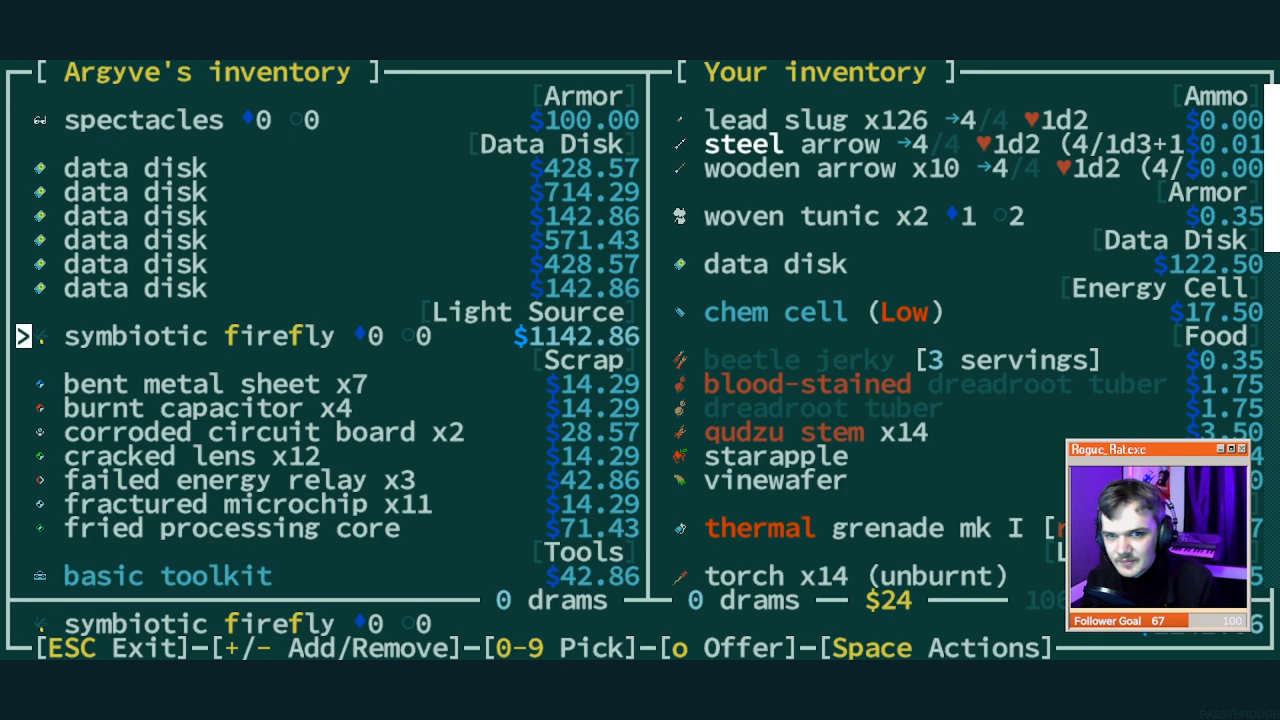 [ Argyve's inventory ]
[Armor]
spectacles ♦0 ○0 $100.00
[Data Disk]
data disk $428.57
data disk $714.29
data disk $142.86
data disk $571.43
data disk $428.57
data disk $142.86
[Light Source]
> symbiotic firefly ♦0 ○0 $1142.86
[Scrap]
bent metal sheet x7 $14.29
burnt capacitor x4 $14.29
corroded circuit board x2 $28.57
cracked lens x12 $14.29
failed energy relay x3 $42.86
fractured microchip x11 $14.29
fried processing core $71.43
[Tools]
basic toolkit $42.86
0 drams
symbiotic firefly ♦0 ○0
[ Your inventory ]
[Ammo]
lead slug x126 →4/4 ♥1d2 $0.00
steel arrow →4/4 ♥1d2 (4/1d3+1 $0.01
wooden arrow x10 →4/4 ♥1d2 (4/ $0.00
[Armor]
woven tunic x2 ♦1 ○2 $0.35
[Data Disk]
data disk $122.50
[Energy Cell]
chem cell (Low) $17.50
[Food]
beetle jerky [3 servings] $0.35
blood-stained dreadroot tuber $1.75
dreadroot tuber $1.75
qudzu stem x14 $3.50
starapple
vinewafer
thermal grenade mk I [
torch x14 (unburnt)
0 drams $24
[ESC Exit]-[+/- Add/Remove]-[0-9 Pick]-[o Offer]-[Space Actions]
Rogue_Rat.exe
Follower Goal 67 100